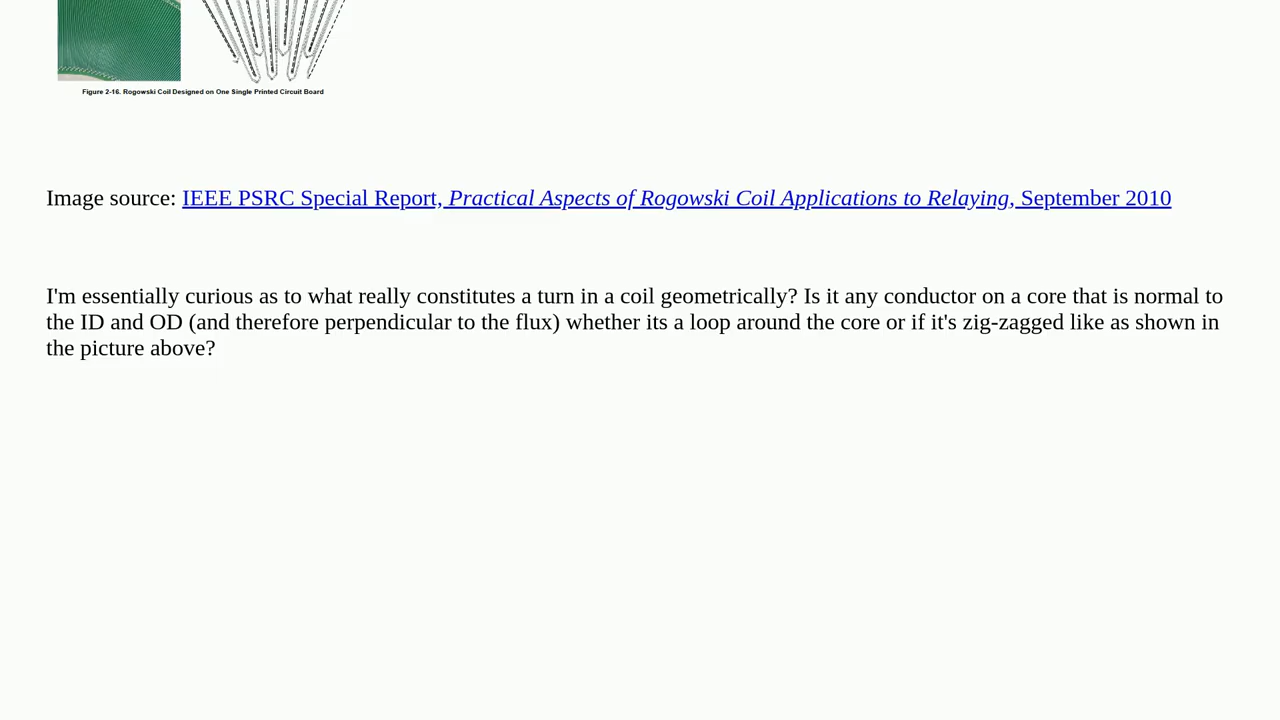 Figure 2-16. Rogowski Coil Designed on One Single Printed Circuit Board
Image source: IEEE PSRC Special Report, Practical Aspects of Rogowski Coil Applications to Relaying, September 2010
I'm essentially curious as to what really constitutes a turn in a coil geometrically? Is it any conductor on a core that is normal to
the ID and OD (and therefore perpendicular to the flux) whether its a loop around the core or if it's zig-zagged like as shown in
the picture above?